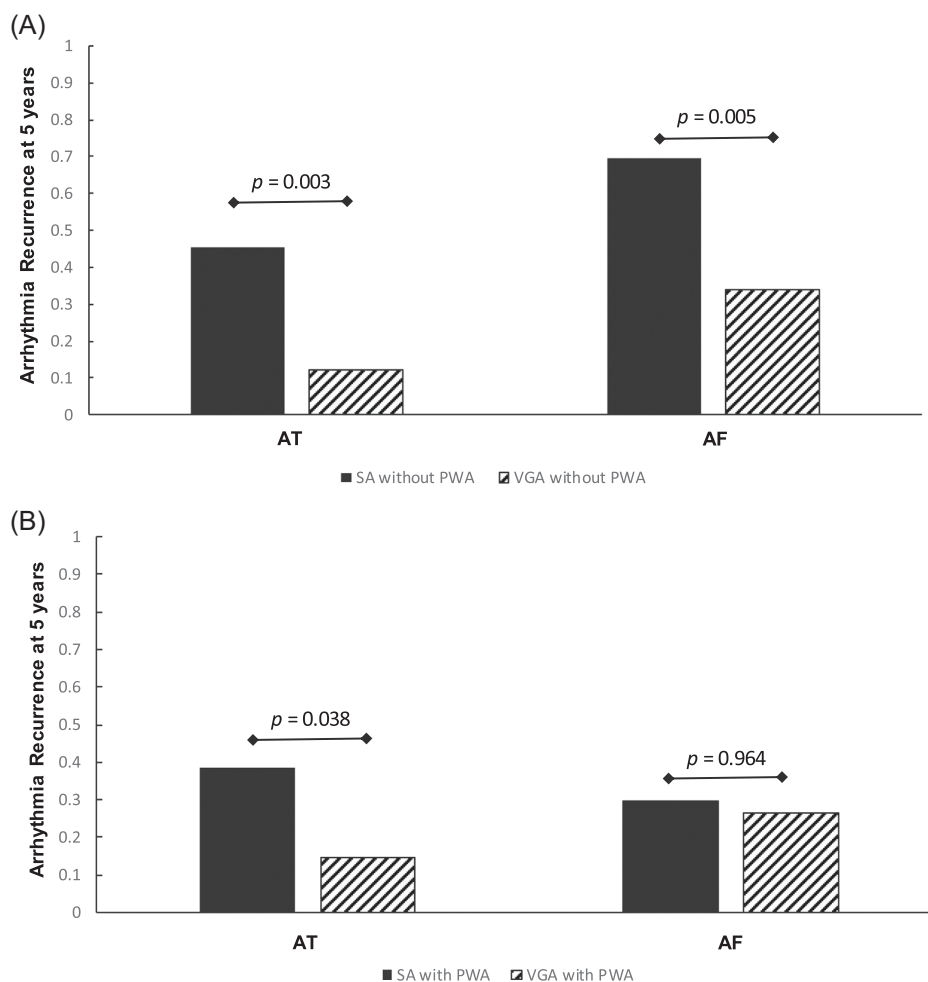 (A)
Arrhythmia Recurrence at 5 years
1
0.9
0.8
0.7
0.6
0.5
0.4
0.3
0.2
0.1
0
p = 0.003
p = 0.005
AT
AF
SA without PWA
VGA without PWA
(B)
Arrhythmia Recurrence at 5 years
1
0.9
0.8
0.7
0.6
0.5
0.4
0.3
0.2
0.1
0
p = 0.038
p = 0.964
AT
AF
SA with PWA
VGA with PWA